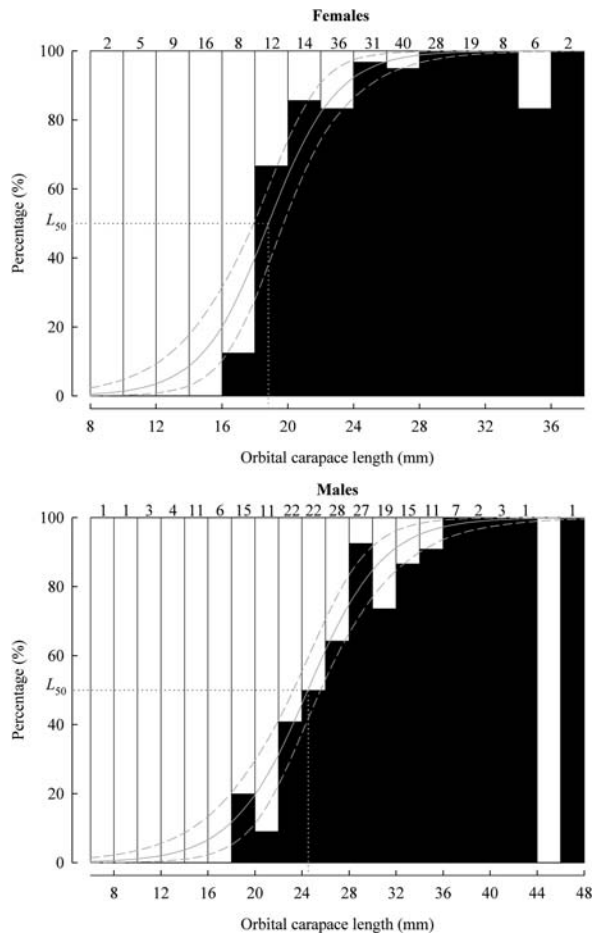 Females
2 5 9 16 8 12 14 36 31 40 28 19 8 6 2
100
80
60
L50
40
20
0
Percentage (%)
8 12 16 20 24 28 32 36
Orbital carapace length (mm)
Males
1 1 3 4 11 6 15 11 22 22 28 27 19 15 11 7 2 3 1 1
100
80
60
L50
40
20
0
Percentage (%)
8 12 16 20 24 28 32 36 40 44 48
Orbital carapace length (mm)